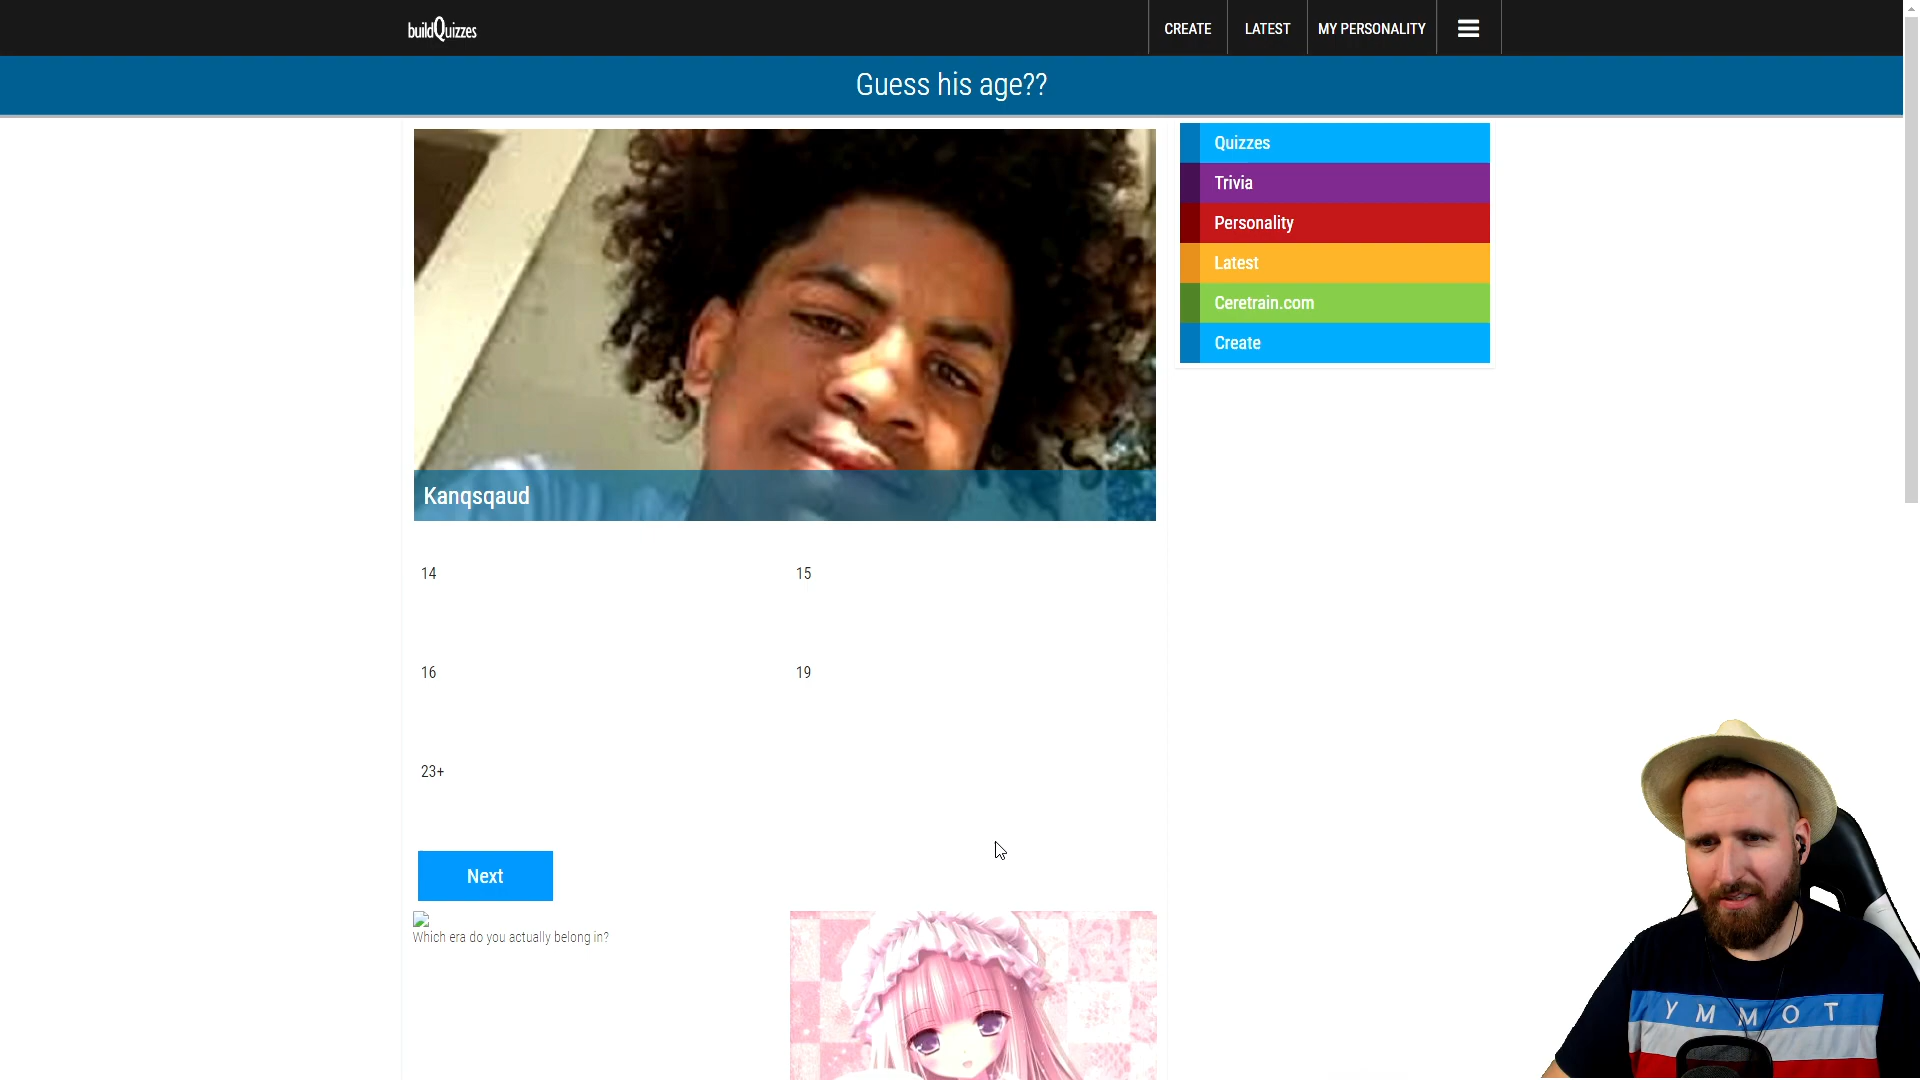 buildQuizzes
CREATE
LATEST
MY PERSONALITY
Guess his age??
Kanqsqaud
14
15
16
19
23+
Next
Which era do you actually belong in?
Quizzes
Trivia
Personality
Latest
Ceretrain.com
Create
YMMOT